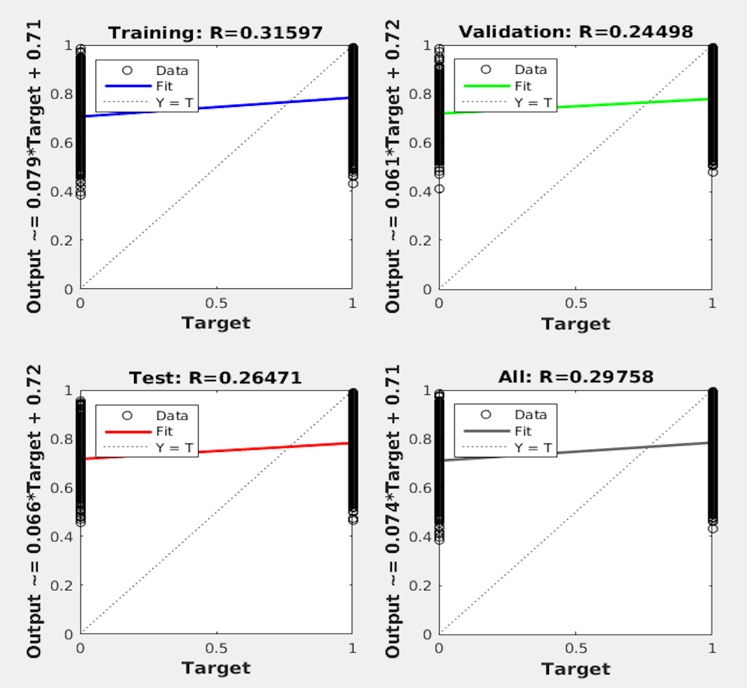 Training: R=0.31597
Output ~= 0.079*Target + 0.71
1
0.8
0.6
0.4
0.2
0
Data
Fit
Y = T
0
0.5
1
Target
Validation: R=0.24498
Output ~= 0.061*Target + 0.72
1
0.8
0.6
0.4
0.2
0
Data
Fit
Y = T
0
0.5
1
Target
Test: R=0.26471
Output ~= 0.066*Target + 0.72
1
0.8
0.6
0.4
0.2
0
Data
Fit
Y = T
0
0.5
1
Target
All: R=0.29758
Output ~= 0.074*Target + 0.71
1
0.8
0.6
0.4
0.2
0
Data
Fit
Y = T
0
0.5
1
Target